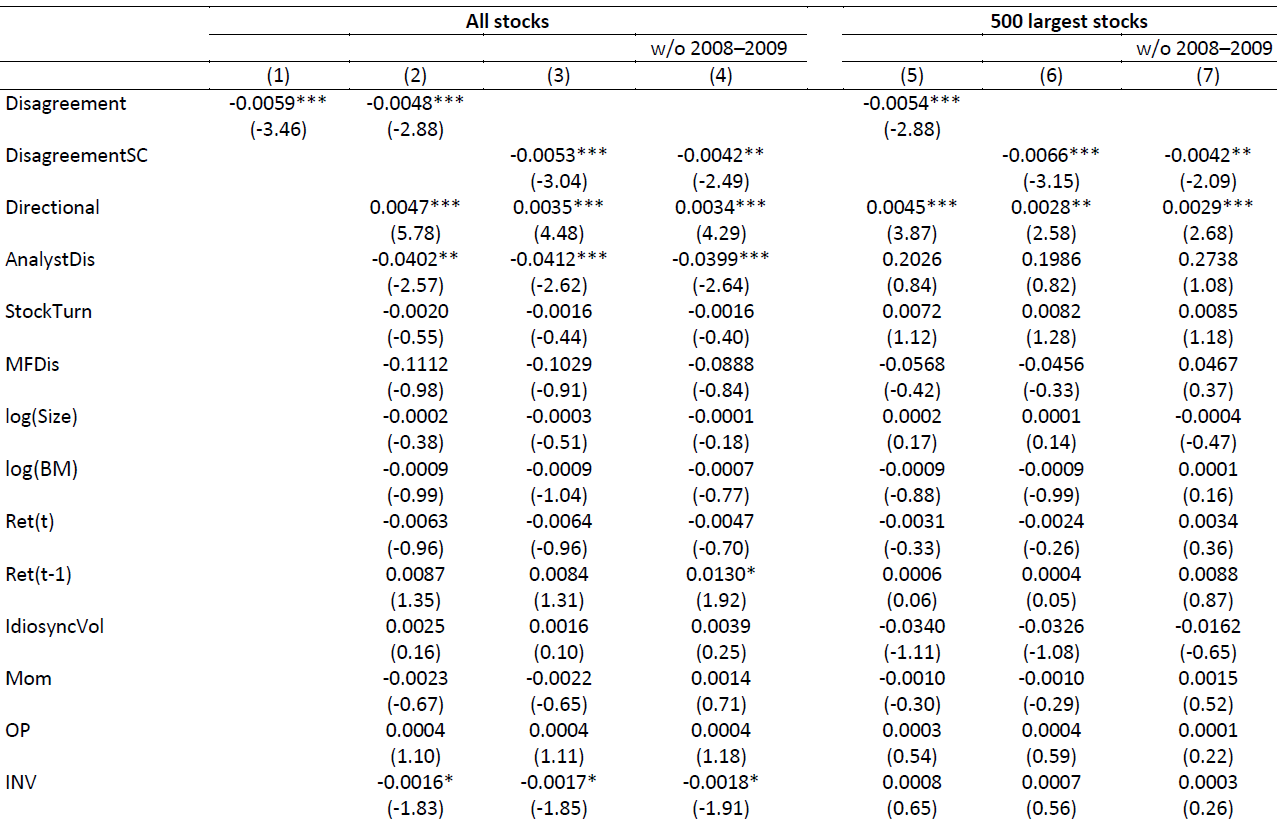 All stocks 500 largest stocks
w/o 2008–2009 w/o 2008–2009
(1) (2) (3) (4) (5) (6) (7)
Disagreement -0.0059*** -0.0048*** -0.0054***
(-3.46) (-2.88) (-2.88)
DisagreementSC -0.0053*** -0.0042** -0.0066*** -0.0042**
(-3.04) (-2.49) (-3.15) (-2.09)
Directional 0.0047*** 0.0035*** 0.0034*** 0.0045*** 0.0028** 0.0029***
(5.78) (4.48) (4.29) (3.87) (2.58) (2.68)
AnalystDis -0.0402** -0.0412*** -0.0399*** 0.2026 0.1986 0.2738
(-2.57) (-2.62) (-2.64) (0.84) (0.82) (1.08)
StockTurn -0.0020 -0.0016 -0.0016 0.0072 0.0082 0.0085
(-0.55) (-0.44) (-0.40) (1.12) (1.28) (1.18)
MFDis -0.1112 -0.1029 -0.0888 -0.0568 -0.0456 0.0467
(-0.98) (-0.91) (-0.84) (-0.42) (-0.33) (0.37)
log(Size) -0.0002 -0.0003 -0.0001 0.0002 0.0001 -0.0004
(-0.38) (-0.51) (-0.18) (0.17) (0.14) (-0.47)
log(BM) -0.0009 -0.0009 -0.0007 -0.0009 -0.0009 0.0001
(-0.99) (-1.04) (-0.77) (-0.88) (-0.99) (0.16)
Ret(t) -0.0063 -0.0064 -0.0047 -0.0031 -0.0024 0.0034
(-0.96) (-0.96) (-0.70) (-0.33) (-0.26) (0.36)
Ret(t-1) 0.0087 0.0084 0.0130* 0.0006 0.0004 0.0088
(1.35) (1.31) (1.92) (0.06) (0.05) (0.87)
IdiosyncVol 0.0025 0.0016 0.0039 -0.0340 -0.0326 -0.0162
(0.16) (0.10) (0.25) (-1.11) (-1.08) (-0.65)
Mom -0.0023 -0.0022 0.0014 -0.0010 -0.0010 0.0015
(-0.67) (-0.65) (0.71) (-0.30) (-0.29) (0.52)
OP 0.0004 0.0004 0.0004 0.0003 0.0004 0.0001
(1.10) (1.11) (1.18) (0.54) (0.59) (0.22)
INV -0.0016* -0.0017* -0.0018* 0.0008 0.0007 0.0003
(-1.83) (-1.85) (-1.91) (0.65) (0.56) (0.26)